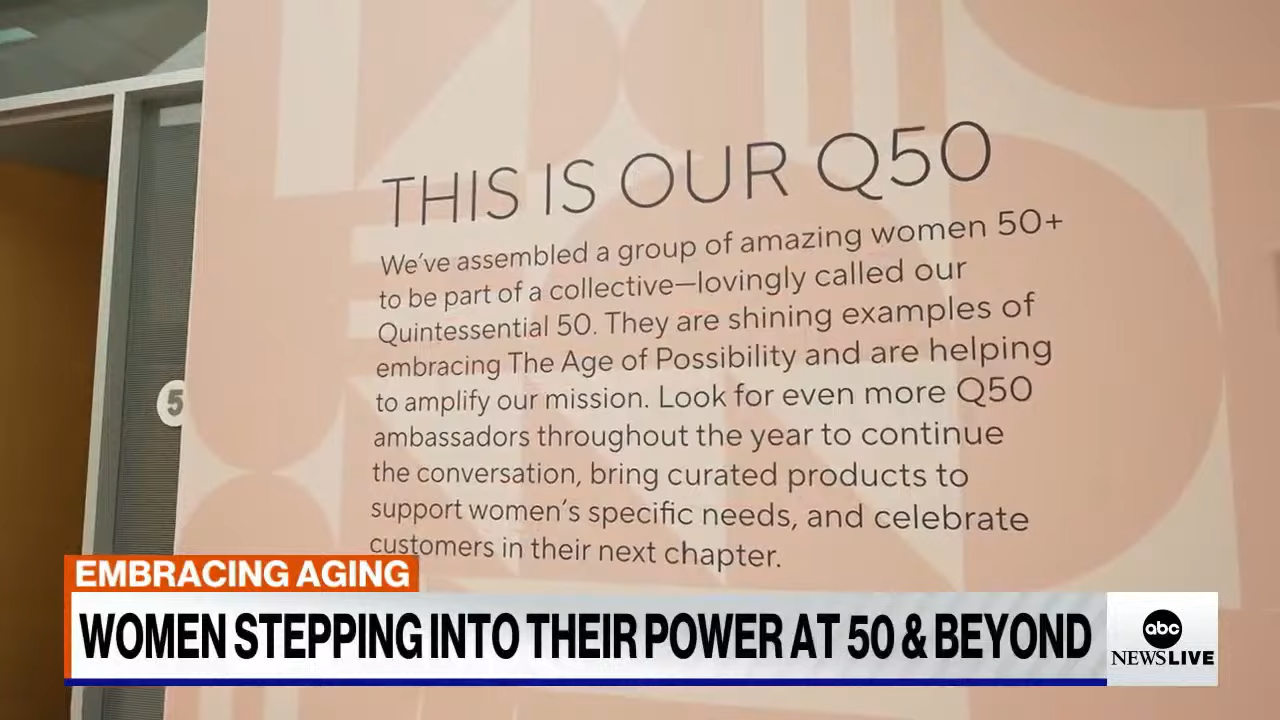 THIS IS OUR Q50
We've assembled a group of amazing women 50+
to be part of a collective—lovingly called our
Quintessential 50. They are shining examples of
embracing The Age of Possibility and are helping
to amplify our mission. Look for even more Q50
ambassadors throughout the year to continue
the conversation, bring curated products to
support women's specific needs, and celebrate
customers in their next chapter.
5
EMBRACING AGING
WOMEN STEPPING INTO THEIR POWER AT 50 & BEYOND
abc
NEWS LIVE